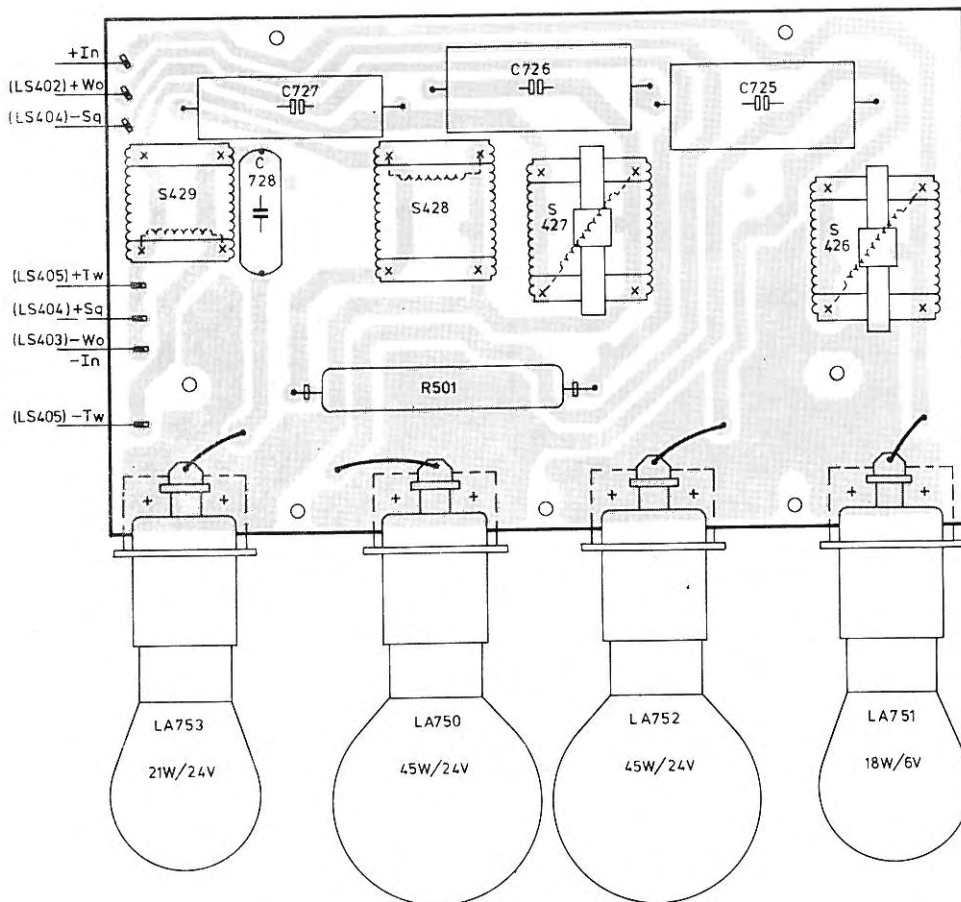 +In
(LS402)+Wo
(LS404)-Sq
C727
C726
C725
S429
C
728
S428
S
427
S
426
(LS405)+Tw
(LS404)+Sq
(LS403)-Wo
-In
(LS405)-Tw
R501
+ +
+ +
+ +
+ +
LA753
21W/24V
LA750
45W/24V
LA752
45W/24V
LA751
18W/6V